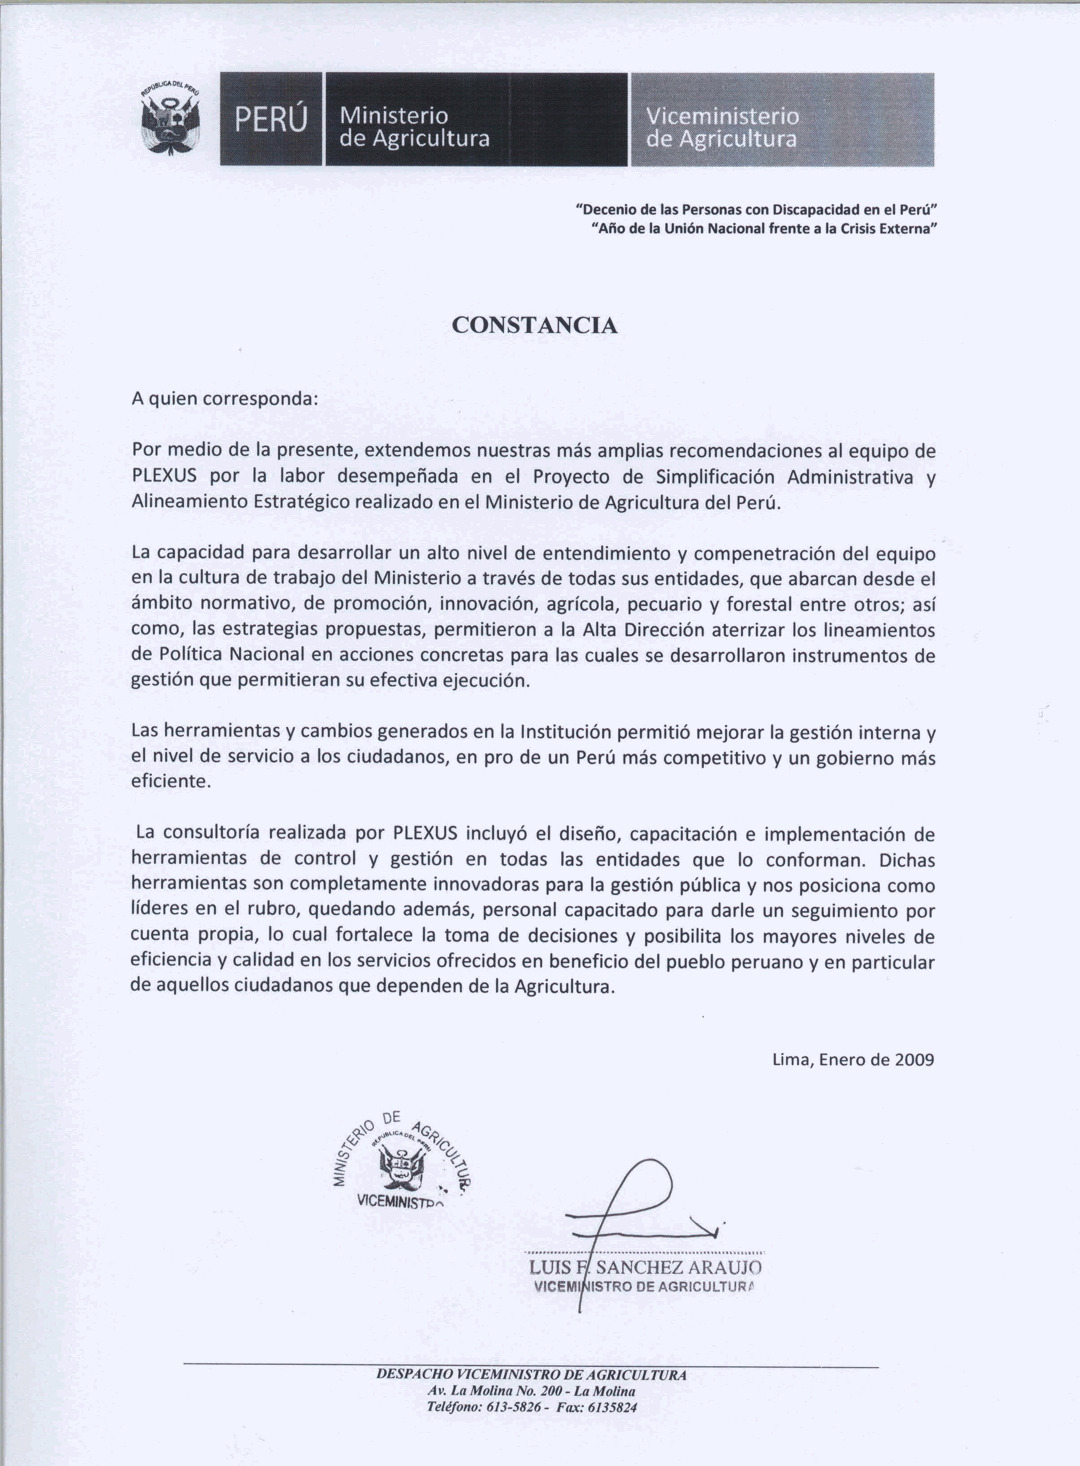 REPÚBLICA DEL PERÚ
PERÚ
Ministerio
de Agricultura
Viceministerio
de Agricultura
"Decenio de las Personas con Discapacidad en el Perú"
"Año de la Unión Nacional frente a la Crisis Externa"
CONSTANCIA
A quien corresponda:
Por medio de la presente, extendemos nuestras más amplias recomendaciones al equipo de
PLEXUS por la labor desempeñada en el Proyecto de Simplificación Administrativa y
Alineamiento Estratégico realizado en el Ministerio de Agricultura del Perú.
La capacidad para desarrollar un alto nivel de entendimiento y compenetración del equipo
en la cultura de trabajo del Ministerio a través de todas sus entidades, que abarcan desde el
ámbito normativo, de promoción, innovación, agrícola, pecuario y forestal entre otros; así
como, las estrategias propuestas, permitieron a la Alta Dirección aterrizar los lineamientos
de Política Nacional en acciones concretas para las cuales se desarrollaron instrumentos de
gestión que permitieran su efectiva ejecución.
Las herramientas y cambios generados en la Institución permitió mejorar la gestión interna y
el nivel de servicio a los ciudadanos, en pro de un Perú más competitivo y un gobierno más
eficiente.
La consultoría realizada por PLEXUS incluyó el diseño, capacitación e implementación de
herramientas de control y gestión en todas las entidades que lo conforman. Dichas
herramientas son completamente innovadoras para la gestión pública y nos posiciona como
líderes en el rubro, quedando además, personal capacitado para darle un seguimiento por
cuenta propia, lo cual fortalece la toma de decisiones y posibilita los mayores niveles de
eficiencia y calidad en los servicios ofrecidos en beneficio del pueblo peruano y en particular
de aquellos ciudadanos que dependen de la Agricultura.
Lima, Enero de 2009
MINISTERIO DE AGRICULTUR
REPUBLICA DEL PERU
VICEMINISTRO
LUIS F. SANCHEZ ARAUJO
VICEMINISTRO DE AGRICULTURA
DESPACHO VICEMINISTRO DE AGRICULTURA
Av. La Molina No. 200 - La Molina
Teléfono: 613-5826 - Fax: 6135824